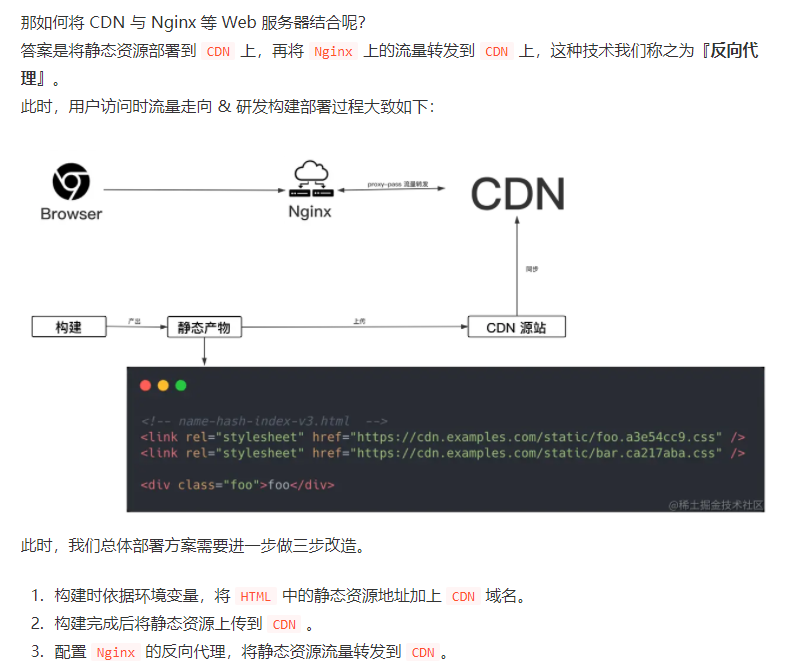 那如何将 CDN 与 Nginx 等 Web 服务器结合呢?
答案是将静态资源部署到 CDN 上，再将 Nginx 上的流量转发到 CDN 上，这种技术我们称之为『反向代
理』。
此时，用户访问时流量走向 & 研发构建部署过程大致如下：
Browser
Nginx
proxy-pass 流量转发
CDN
同步
构建
产出
静态产物
上传
CDN 源站
<!-- name-hash-index-v3.html  -->
<link rel="stylesheet" href="https://cdn.examples.com/static/foo.a3e54cc9.css" />
<link rel="stylesheet" href="https://cdn.examples.com/static/bar.ca217aba.css" />
<div class="foo">foo</div>
@稀土掘金技术社区
此时，我们总体部署方案需要进一步做三步改造。
1. 构建时依据环境变量，将 HTML 中的静态资源地址加上 CDN 域名。
2. 构建完成后将静态资源上传到 CDN 。
3. 配置 Nginx 的反向代理，将静态资源流量转发到 CDN 。